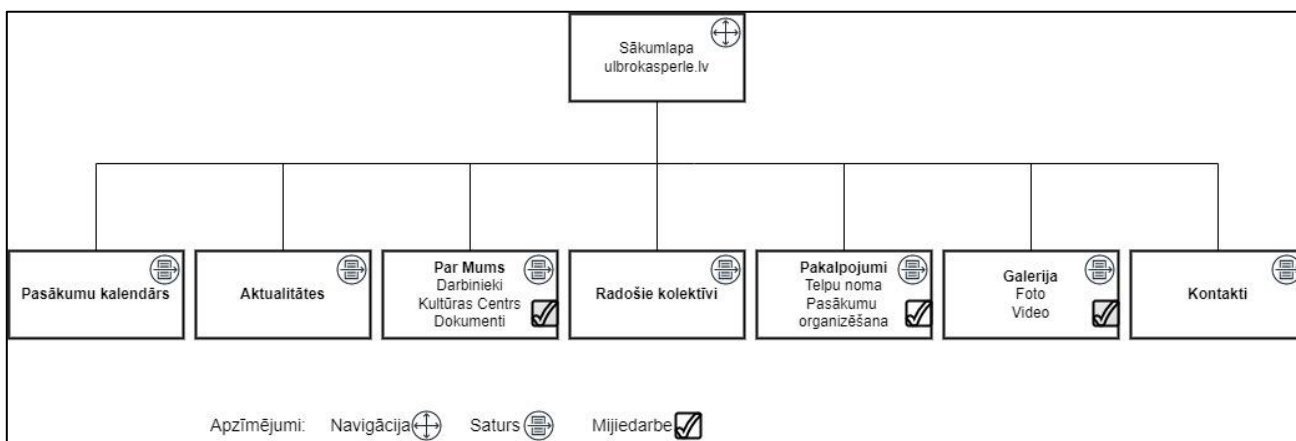 Sākumlapa
ulbrokasperle.lv
Pasākumu kalendārs
Aktualitātes
Par Mums
Darbinieki
Kultūras Centrs
Dokumenti
Radošie kolektīvi
Pakalpojumi
Telpu noma
Pasākumu
organizēšana
Galerija
Foto
Video
Kontakti
Apzīmējumi: Navigācija Saturs Mijiedarbe